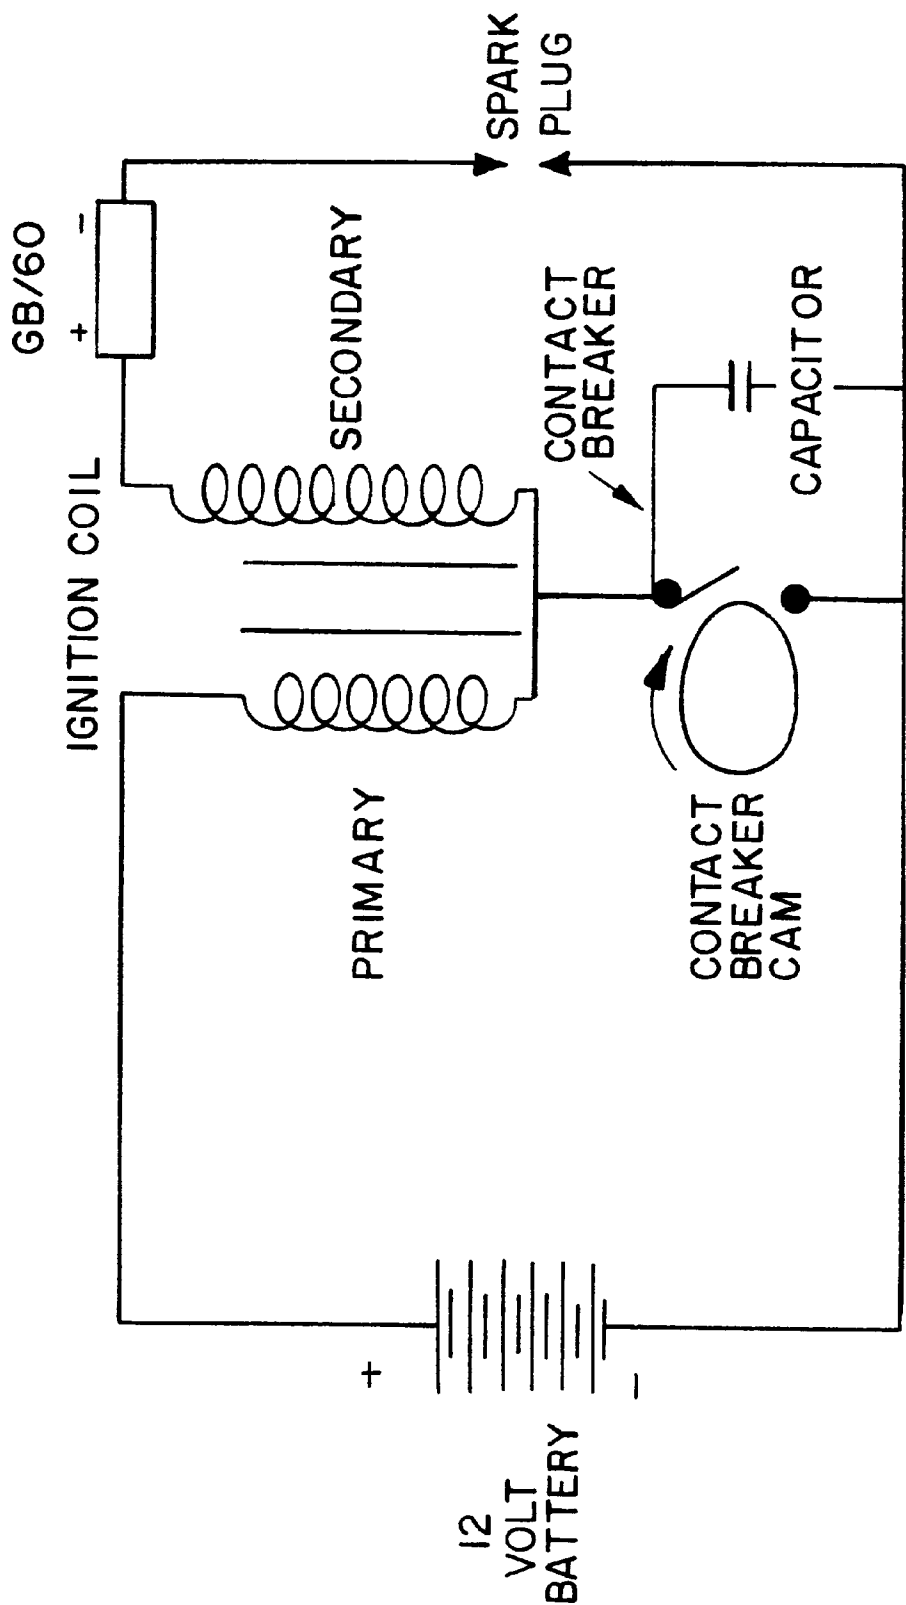 GB/60
+ -
IGNITION COIL
SPARK
PLUG
SECONDARY
PRIMARY
CONTACT
BREAKER
CAPACITOR
CONTACT
BREAKER
CAM
+
-
12
VOLT
BATTERY